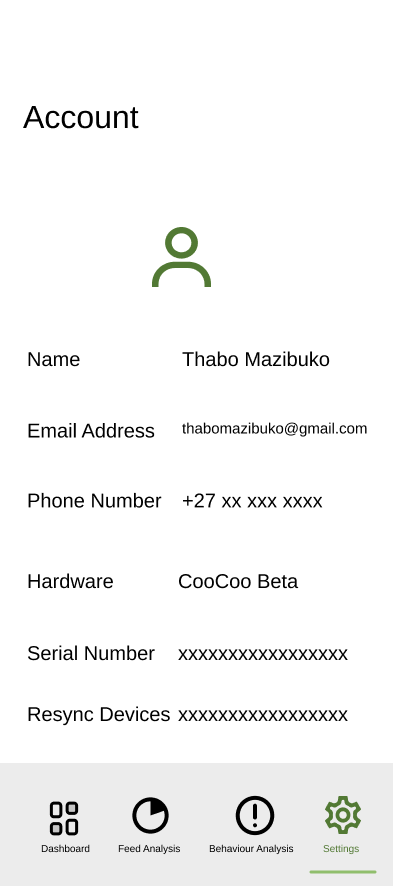 Account
Name Thabo Mazibuko
Email Address thabomazibuko@gmail.com
Phone Number +27 xx xxx xxxx
Hardware CooCoo Beta
Serial Number xxxxxxxxxxxxxxxxx
Resync Devices xxxxxxxxxxxxxxxxx
Dashboard Feed Analysis Behaviour Analysis Settings